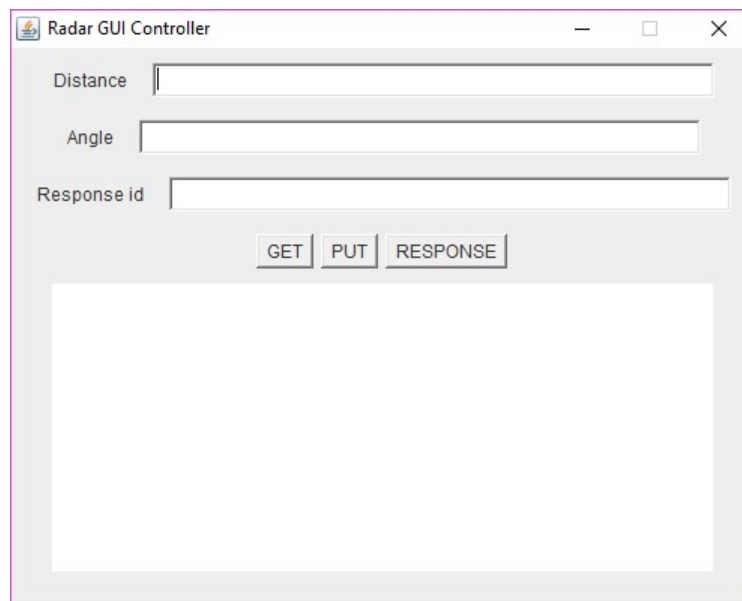 Radar GUI Controller
Distance
Angle
Response id
GET PUT RESPONSE